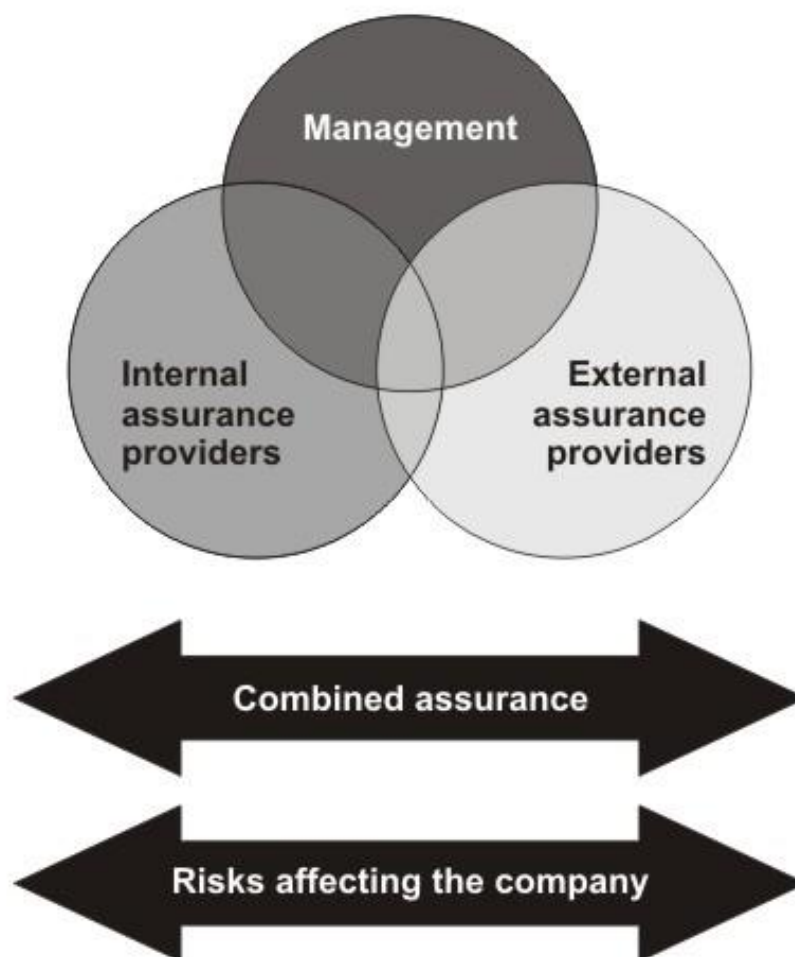 Management
Internal
assurance
providers
External
assurance
providers
Combined assurance
Risks affecting the company